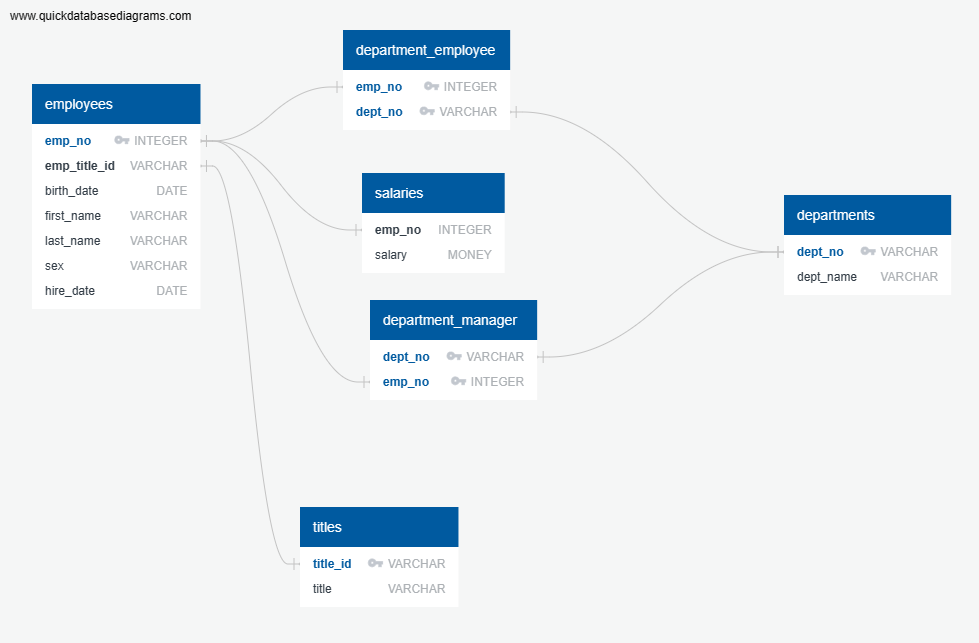 www.quickdatabasediagrams.com
employees
emp_no INTEGER
emp_title_id VARCHAR
birth_date DATE
first_name VARCHAR
last_name VARCHAR
sex VARCHAR
hire_date DATE
department_employee
emp_no INTEGER
dept_no VARCHAR
salaries
emp_no INTEGER
salary MONEY
department_manager
dept_no VARCHAR
emp_no INTEGER
departments
dept_no VARCHAR
dept_name VARCHAR
titles
title_id VARCHAR
title VARCHAR